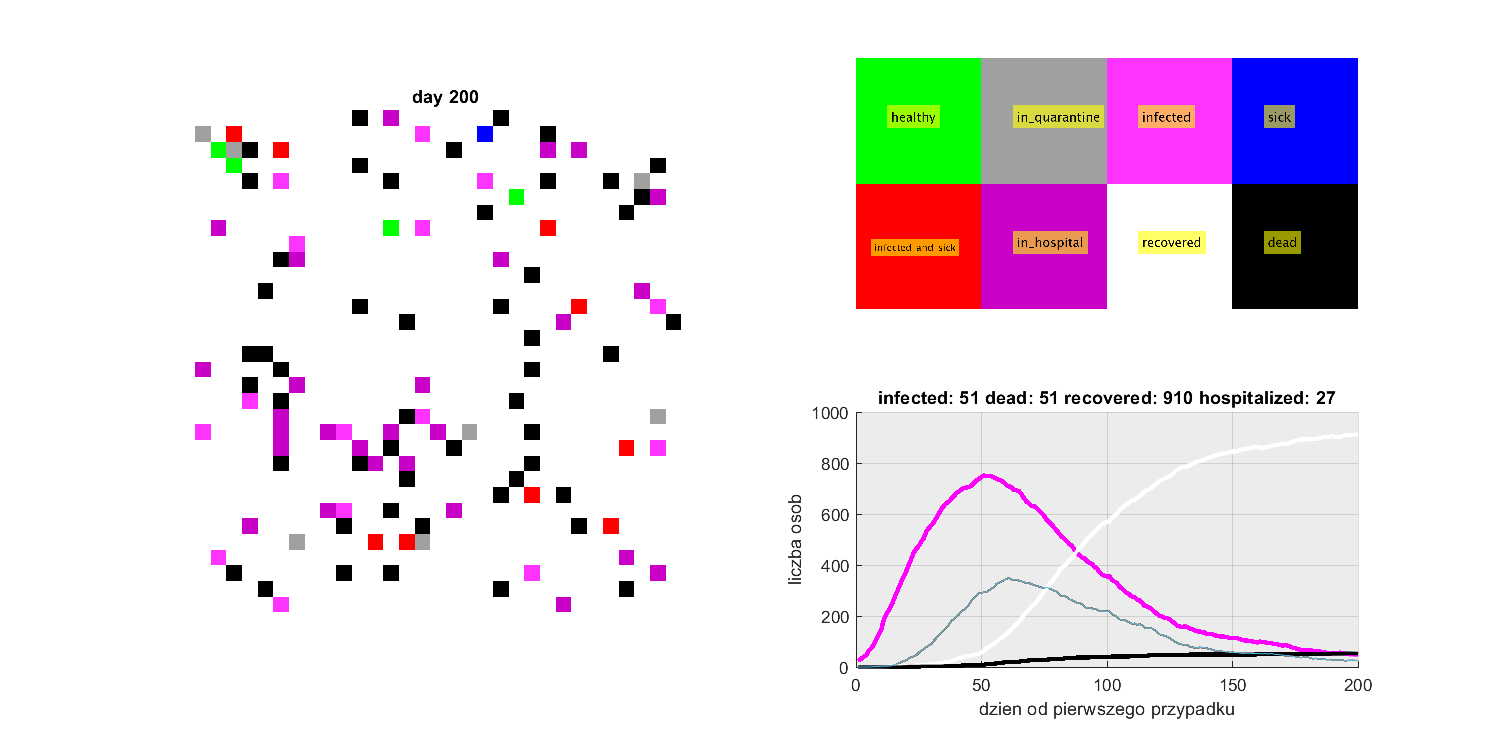 day 200
healthy
in_quarantine
infected
sick
infected and sick
in_hospital
recovered
dead
infected: 51 dead: 51 recovered: 910 hospitalized: 27
1000
800
600
400
200
0
liczba osob
0 50 100 150 200
dzien od pierwszego przypadku